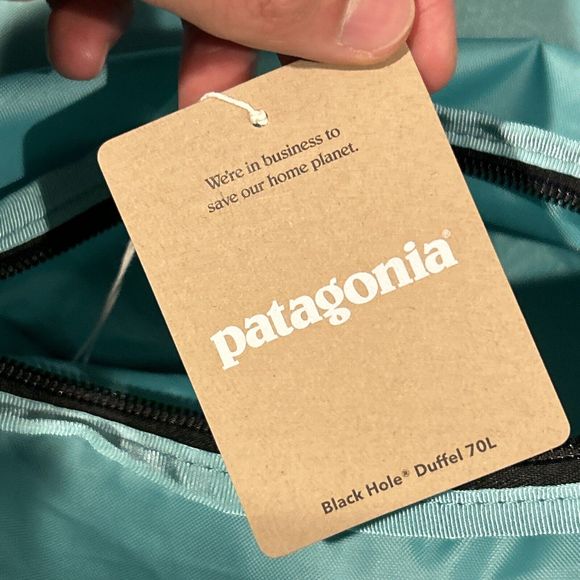 We're in business to
save our home planet.
patagonia®
Black Hole® Duffel 70L